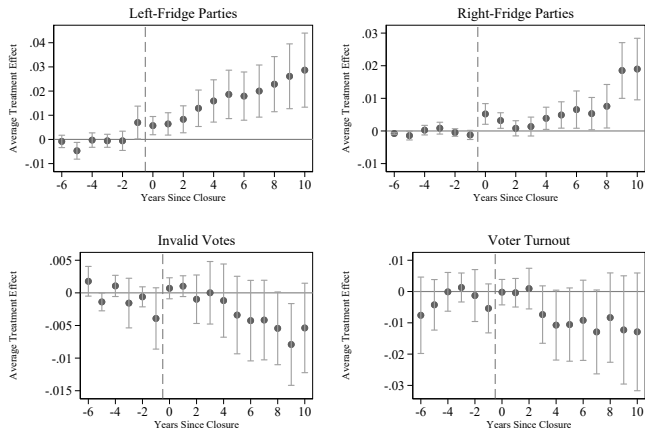 Left-Fridge Parties
Average Treatment Effect
.04
.03
.02
.01
0
-.01
-6 -4 -2 0 2 4 6 8 10
Years Since Closure
Right-Fridge Parties
Average Treatment Effect
.03
.02
.01
0
-.01
-6 -4 -2 0 2 4 6 8 10
Years Since Closure
Invalid Votes
Average Treatment Effect
.005
0
-.005
-.01
-.015
-6 -4 -2 0 2 4 6 8 10
Years Since Closure
Voter Turnout
Average Treatment Effect
.01
0
-.01
-.02
-.03
-6 -4 -2 0 2 4 6 8 10
Years Since Closure